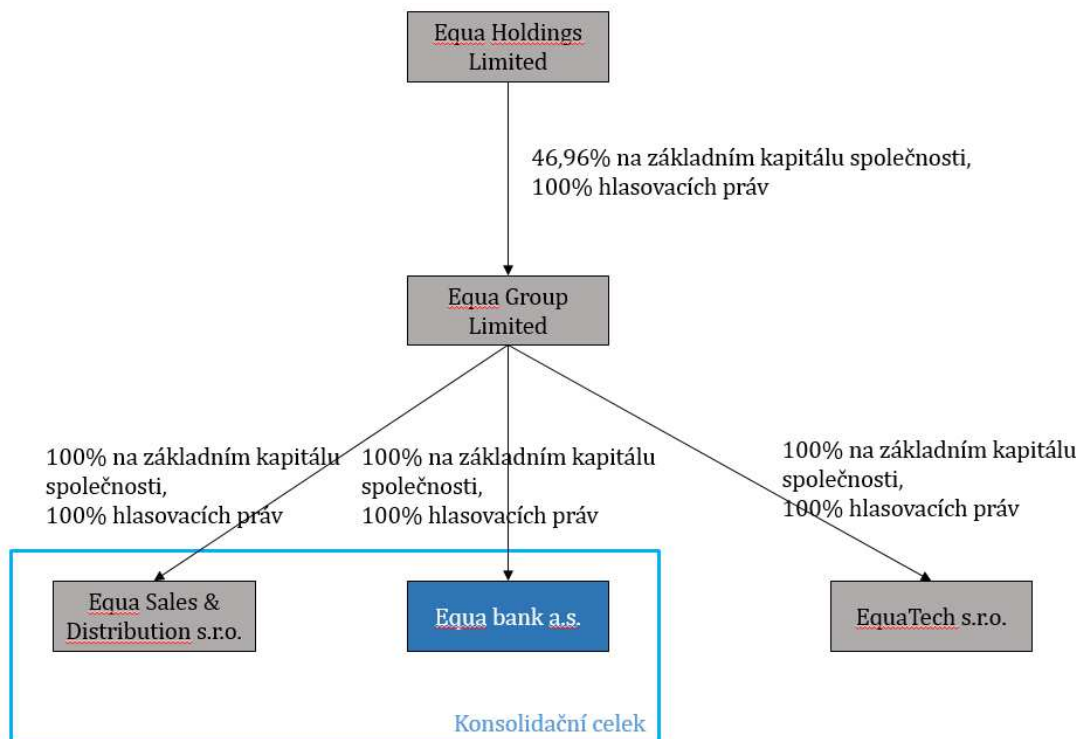 Equa Holdings
Limited
46,96% na základním kapitálu společnosti,
100% hlasovacích práv
Equa Group
Limited
100% na základním kapitálu
společnosti,
100% hlasovacích práv
100% na základním kapitálu
společnosti,
100% hlasovacích práv
100% na základním kapitálu
společnosti,
100% hlasovacích práv
Equa Sales &
Distribution s.r.o.
Equa bank a.s.
EquaTech s.r.o.
Konsolidační celek